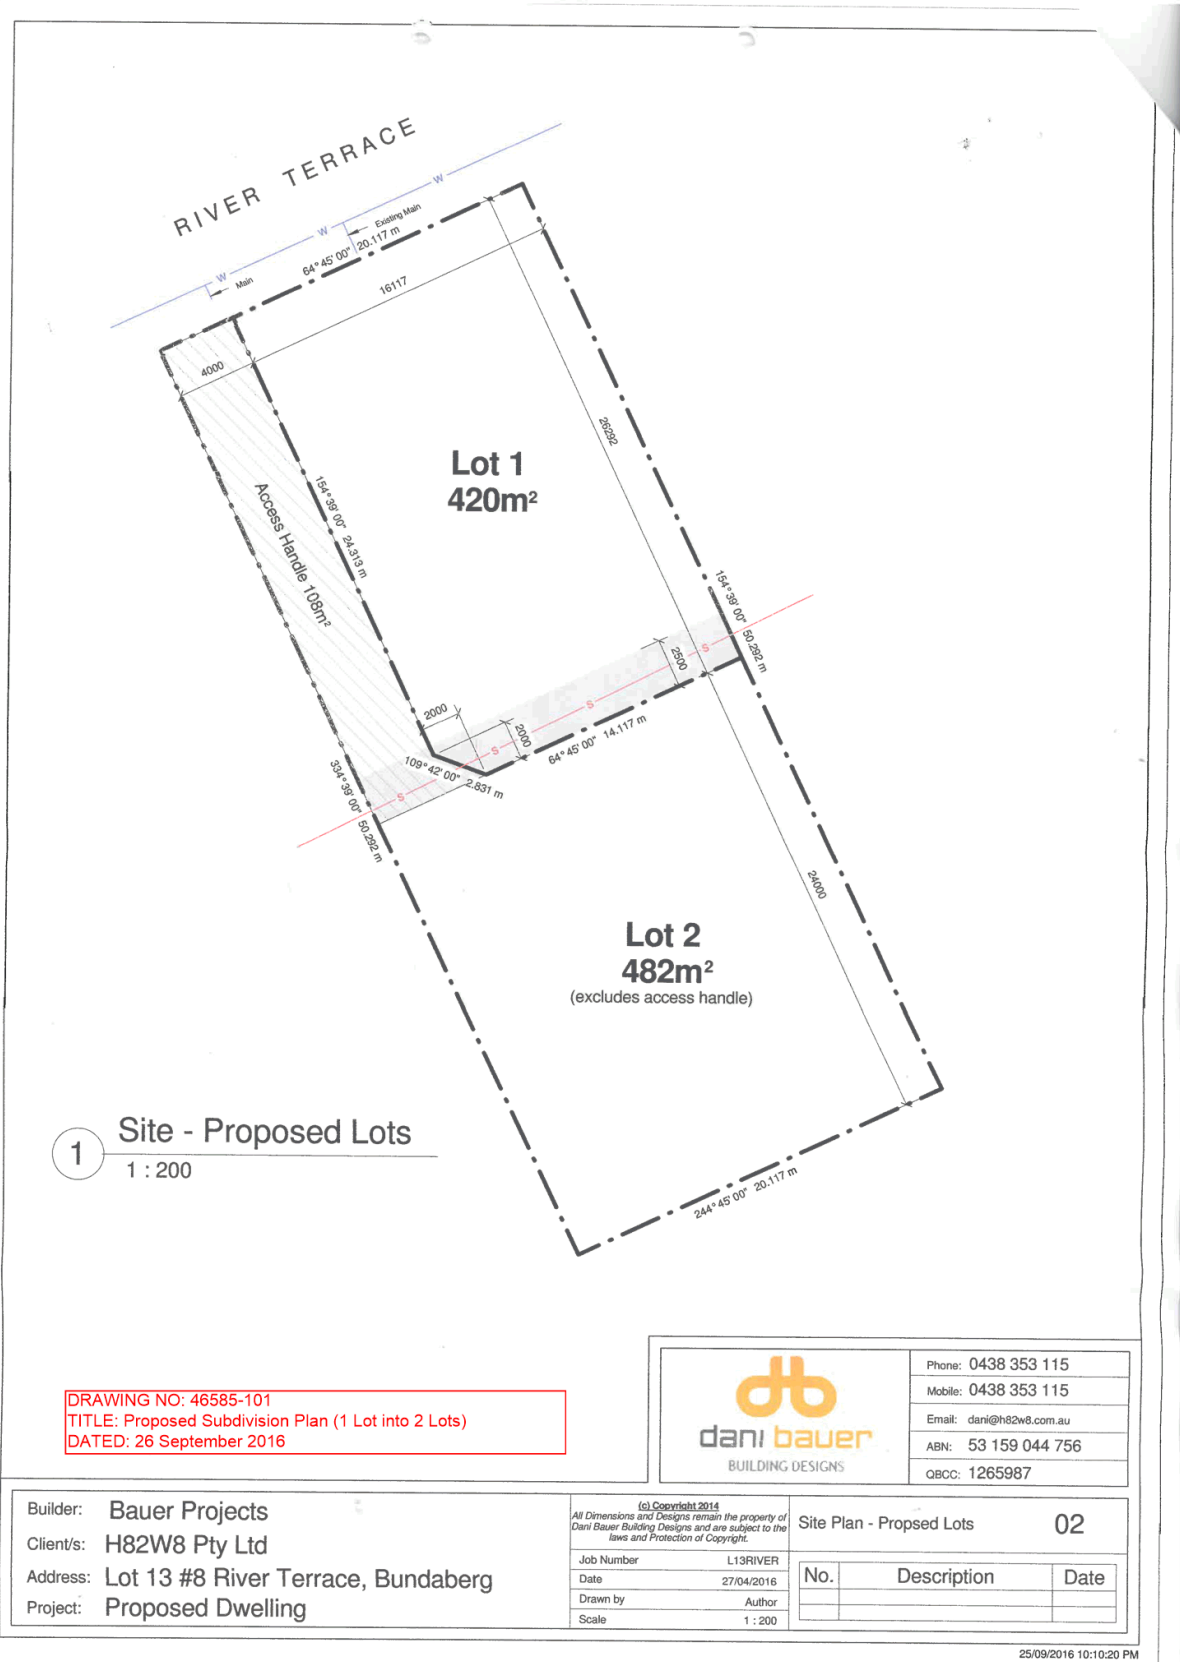 RIVER TERRACE
W
W
W
Existing Main
Main
64°45'00" 20.117 m
16117
4000
26292
Lot 1
420m²
154°39'00" 24.313 m
Access Handle 108m²
154°39'00" 50.292 m
S
2500
S
2000
2000
S
64°45'00" 14.117 m
109°42'00" 2.831 m
S
334°39'00" 50.292 m
24000
Lot 2
482m²
(excludes access handle)
244°45'00" 20.117 m
1
Site - Proposed Lots
1 : 200
DRAWING NO: 46585-101
TITLE: Proposed Subdivision Plan (1 Lot into 2 Lots)
DATED: 26 September 2016
dani bauer
BUILDING DESIGNS
Phone: 0438 353 115
Mobile: 0438 353 115
Email: dani@h82w8.com.au
ABN: 53 159 044 756
QBCC: 1265987
Builder: Bauer Projects
Client/s: H82W8 Pty Ltd
Address: Lot 13 #8 River Terrace, Bundaberg
Project: Proposed Dwelling
(c) Copyright 2014
All Dimensions and Designs remain the property of
Dani Bauer Building Designs and are subject to the
laws and Protection of Copyright.
Job Number L13RIVER
Date 27/04/2016
Drawn by Author
Scale 1 : 200
Site Plan - Propsed Lots 02
No. Description Date
25/09/2016 10:10:20 PM